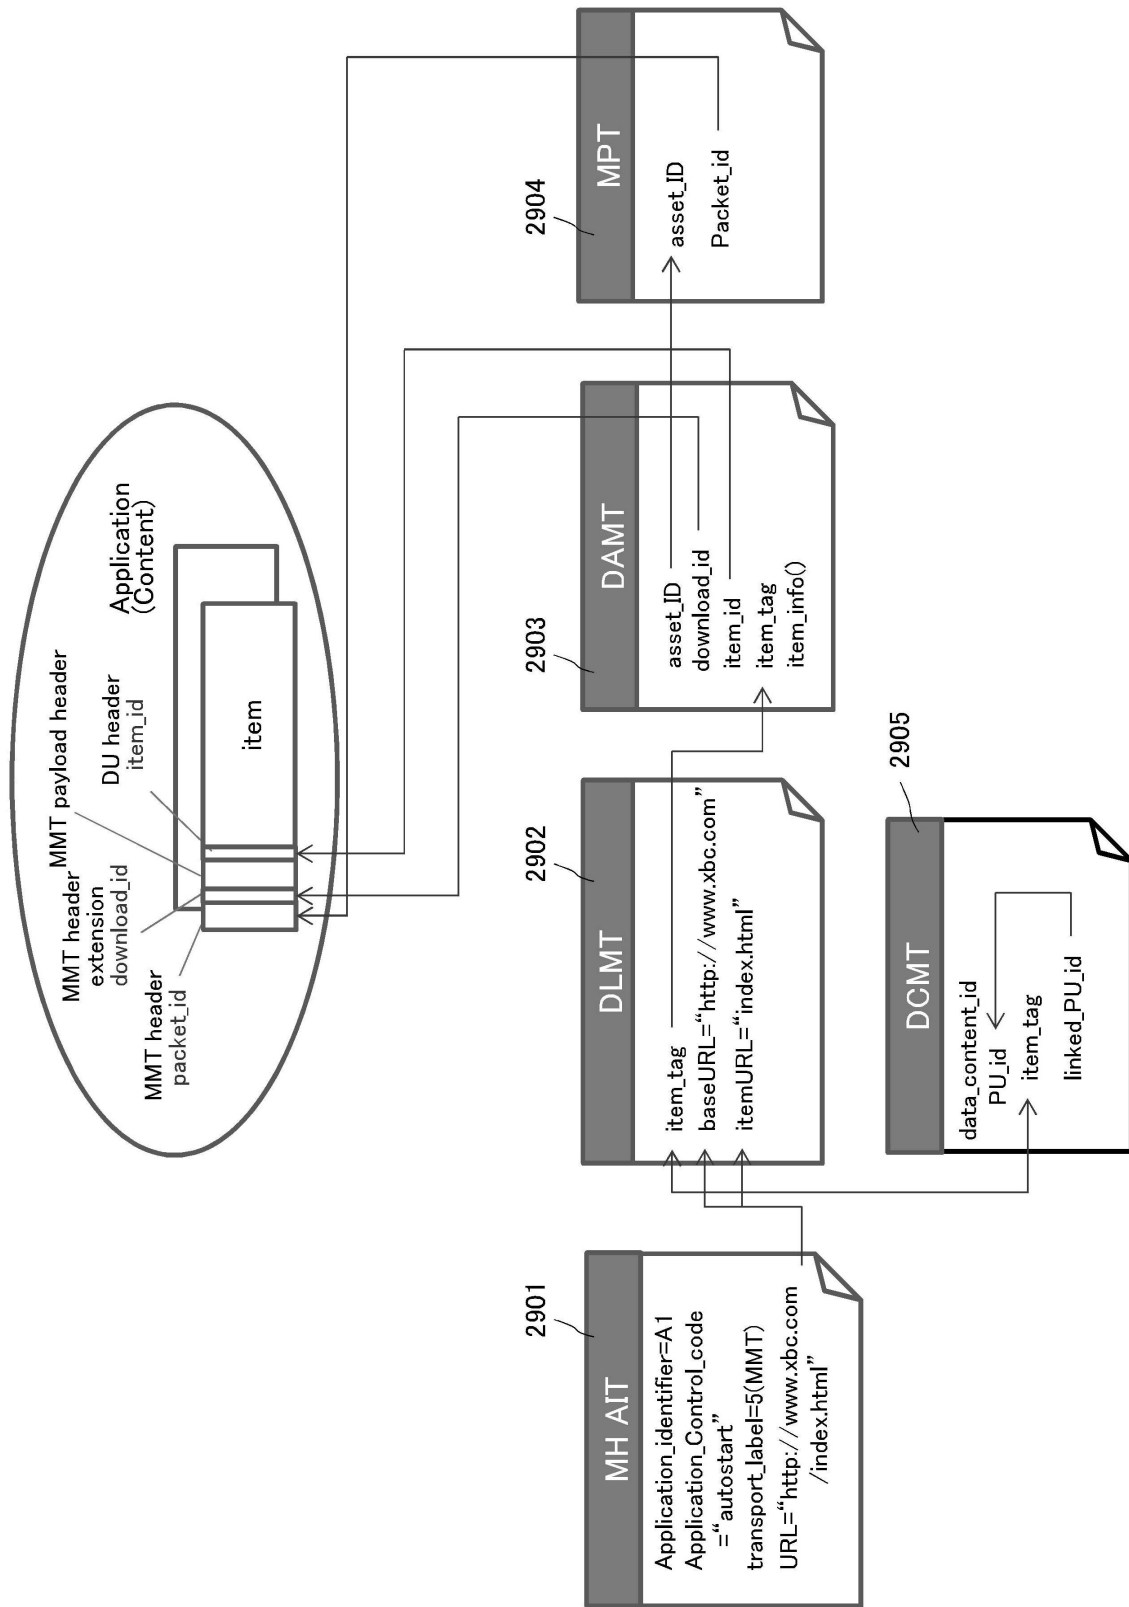 Application
(Content)
MMT header
extension
download_id
MMT payload header
DU header
item_id
MMT header
packet_id
item
2901
MH AIT
Application_identifier=A1
Application_Control_code
=“autostart”
transport_label=5(MMT)
URL=“http://www.xbc.com
/index.html”
2902
DLMT
item_tag
baseURL=“http://www.xbc.com”
itemURL=“index.html”
2903
DAMT
asset_ID
download_id
item_id
item_tag
item_info()
2904
MPT
asset_ID
Packet_id
2905
DCMT
data_content_id
PU_id
item_tag
linked_PU_id